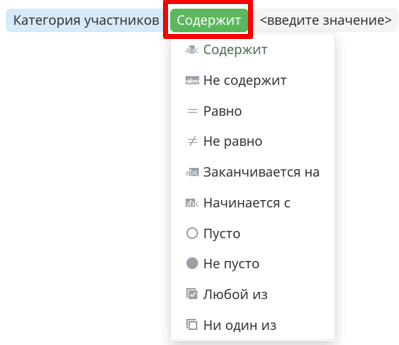 Категория участников Содержит <введите значение>
Содержит
Не содержит
Равно
Не равно
Заканчивается на
Начинается с
Пусто
Не пусто
Любой из
Ни один из